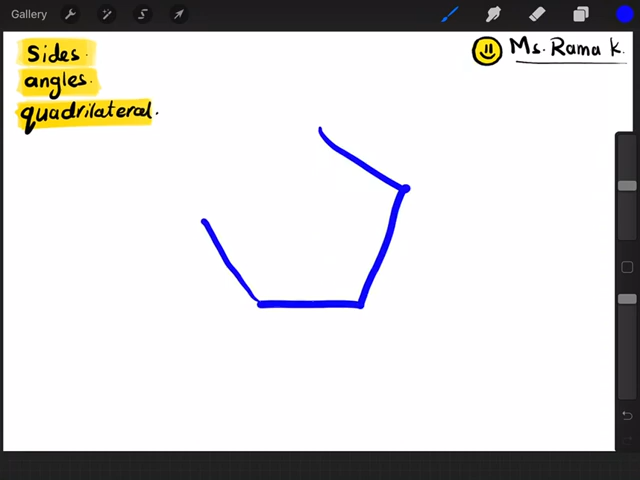 Gallery
Sides.
angles.
quadrilateral.
Ms. Rama K.